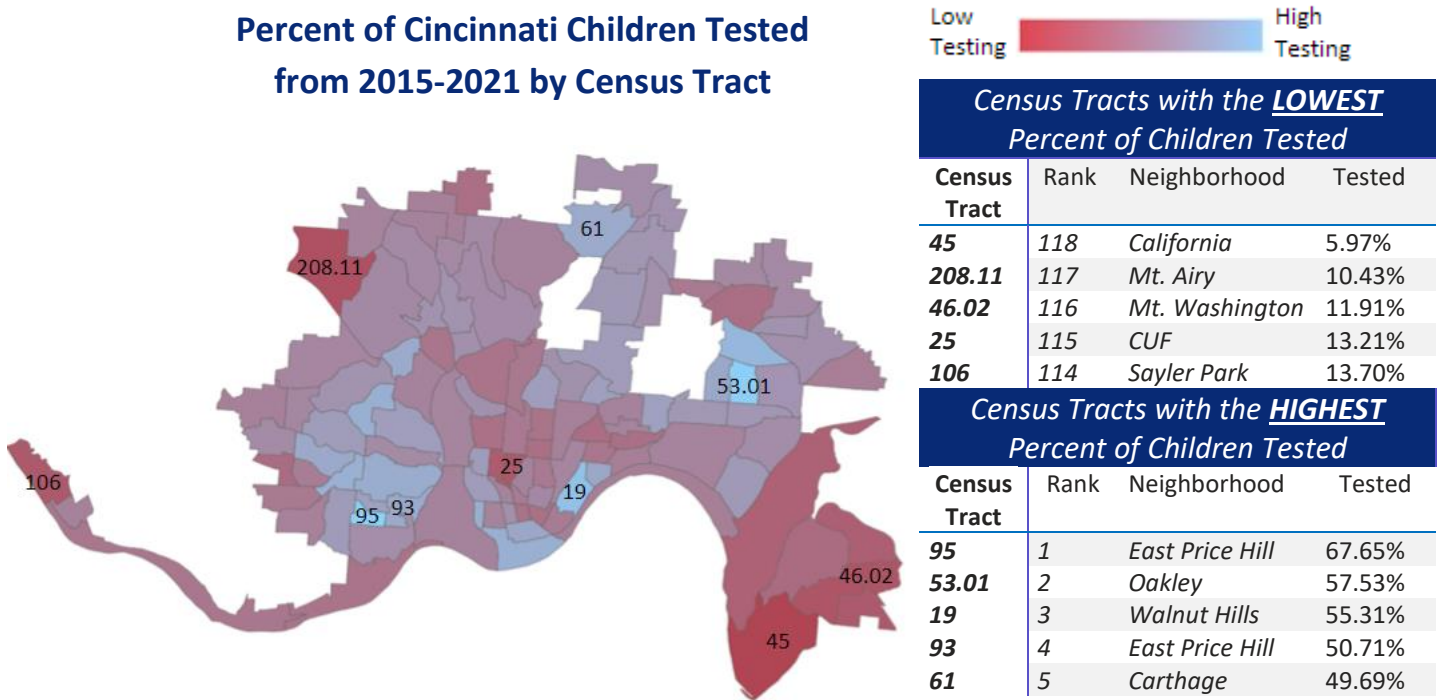 Percent of Cincinnati Children Tested
from 2015-2021 by Census Tract
Low
Testing
High
Testing
61
208.11
53.01
25
106
19
95
93
46.02
45
Census Tracts with the LOWEST
Percent of Children Tested
Census Tract Rank Neighborhood Tested
45 118 California 5.97%
208.11 117 Mt. Airy 10.43%
46.02 116 Mt. Washington 11.91%
25 115 CUF 13.21%
106 114 Sayler Park 13.70%
Census Tracts with the HIGHEST
Percent of Children Tested
Census Tract Rank Neighborhood Tested
95 1 East Price Hill 67.65%
53.01 2 Oakley 57.53%
19 3 Walnut Hills 55.31%
93 4 East Price Hill 50.71%
61 5 Carthage 49.69%